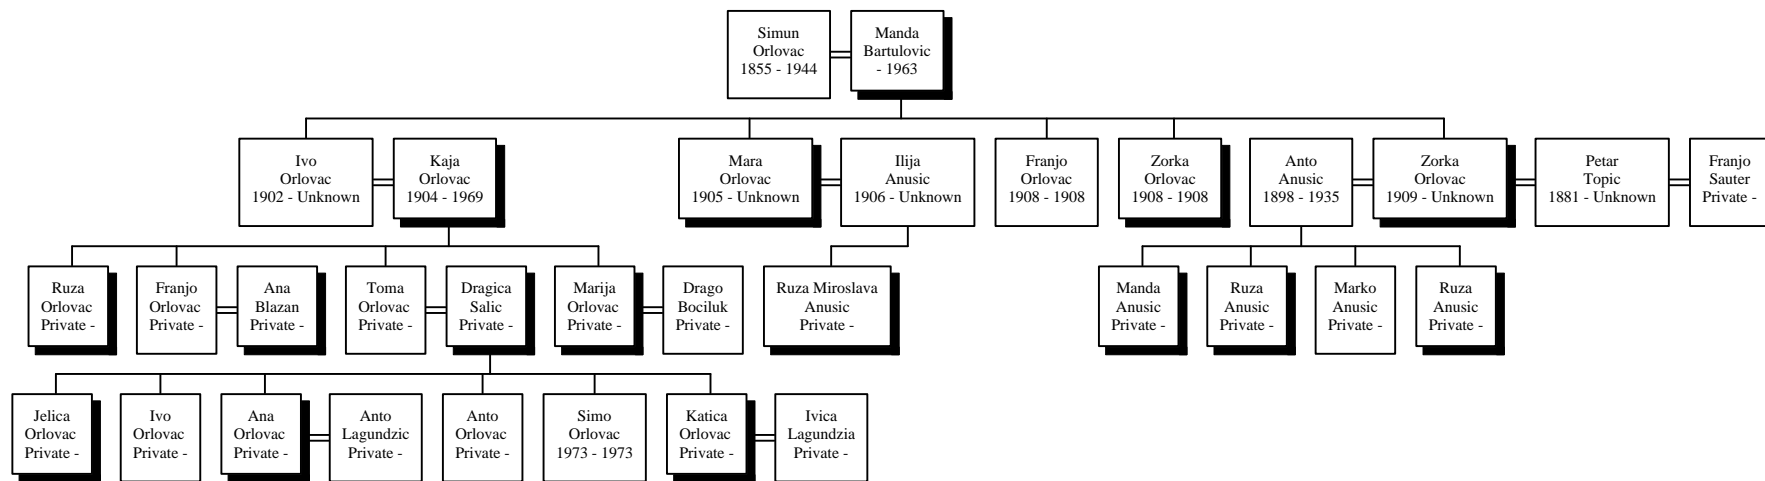 Simun
Orlovac
1855 - 1944
Manda
Bartulovic
- 1963
Ivo
Orlovac
1902 - Unknown
Kaja
Orlovac
1904 - 1969
Mara
Orlovac
1905 - Unknown
Ilija
Anusic
1906 - Unknown
Franjo
Orlovac
1908 - 1908
Zorka
Orlovac
1908 - 1908
Anto
Anusic
1898 - 1935
Zorka
Orlovac
1909 - Unknown
Petar
Topic
1881 - Unknown
Franjo
Sauter
Private -
Ruza
Orlovac
Private -
Franjo
Orlovac
Private -
Ana
Blazan
Private -
Toma
Orlovac
Private -
Dragica
Salic
Private -
Marija
Orlovac
Private -
Drago
Bociluk
Private -
Ruza Miroslava
Anusic
Private -
Manda
Anusic
Private -
Ruza
Anusic
Private -
Marko
Anusic
Private -
Ruza
Anusic
Private -
Jelica
Orlovac
Private -
Ivo
Orlovac
Private -
Ana
Orlovac
Private -
Anto
Lagundzic
Private -
Anto
Orlovac
Private -
Simo
Orlovac
1973 - 1973
Katica
Orlovac
Private -
Ivica
Lagundzia
Private -